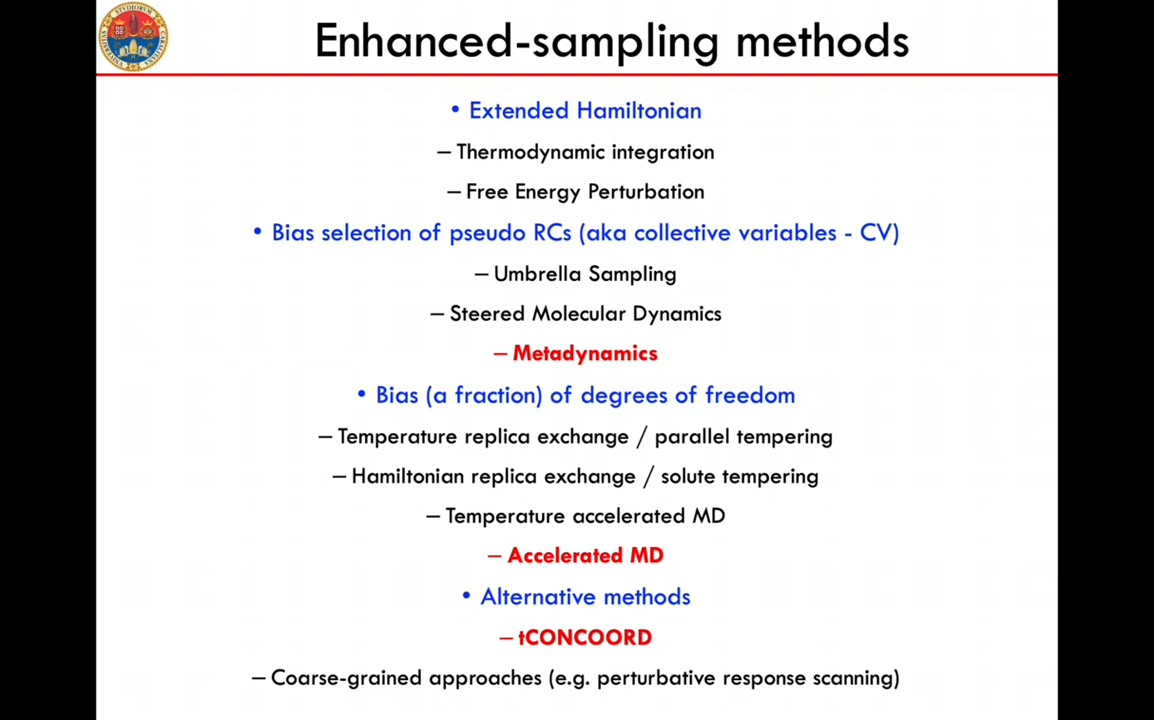 Enhanced-sampling methods
• Extended Hamiltonian
– Thermodynamic integration
– Free Energy Perturbation
• Bias selection of pseudo RCs (aka collective variables - CV)
– Umbrella Sampling
– Steered Molecular Dynamics
– Metadynamics
• Bias (a fraction) of degrees of freedom
– Temperature replica exchange / parallel tempering
– Hamiltonian replica exchange / solute tempering
– Temperature accelerated MD
– Accelerated MD
• Alternative methods
– tCONCOORD
– Coarse-grained approaches (e.g. perturbative response scanning)